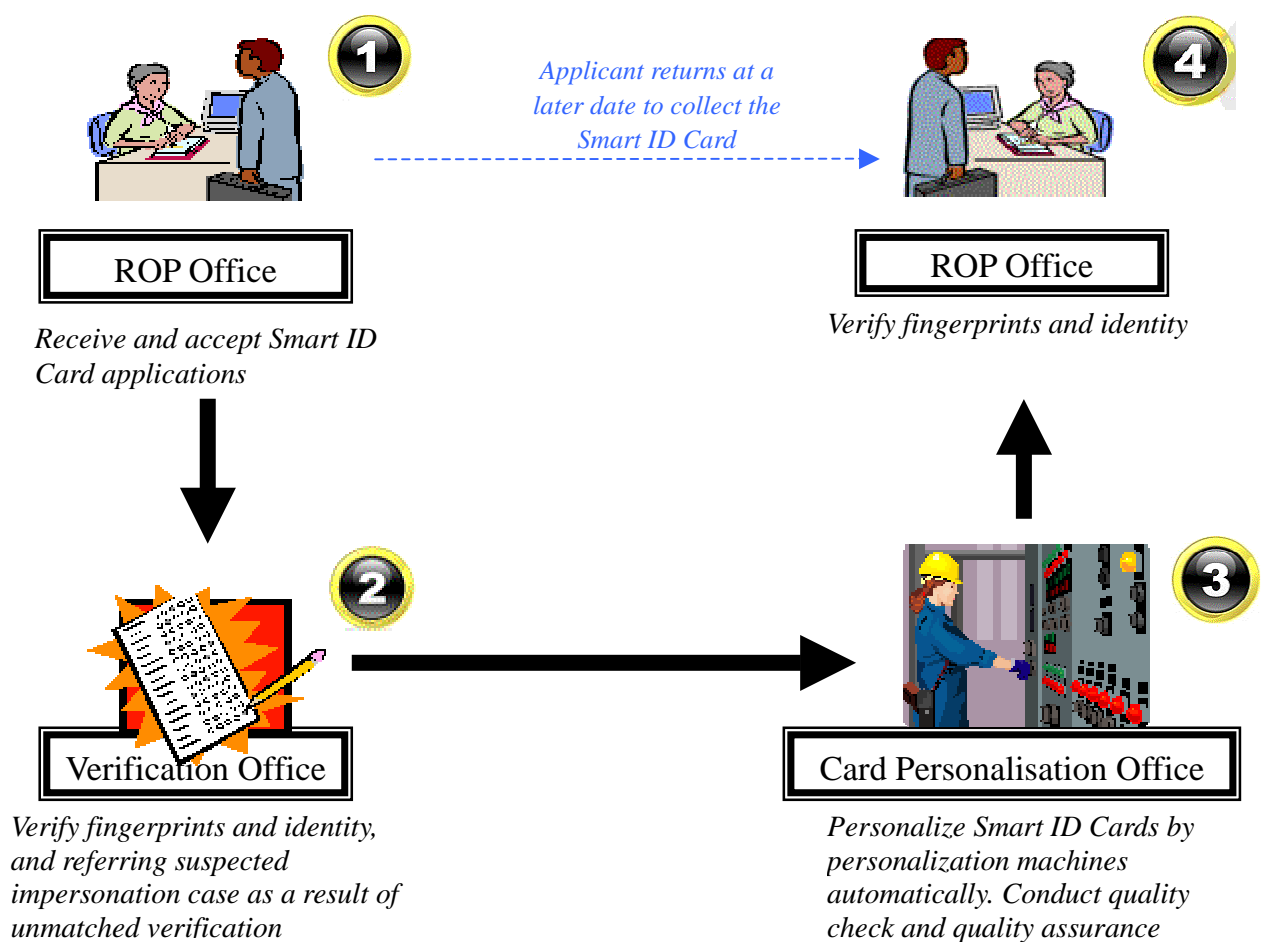 1
Applicant returns at a
later date to collect the
Smart ID Card
4
ROP Office
Receive and accept Smart ID
Card applications
ROP Office
Verify fingerprints and identity
2
Verification Office
Verify fingerprints and identity,
and referring suspected
impersonation case as a result of
unmatched verification
3
Card Personalisation Office
Personalize Smart ID Cards by
personalization machines
automatically. Conduct quality
check and quality assurance